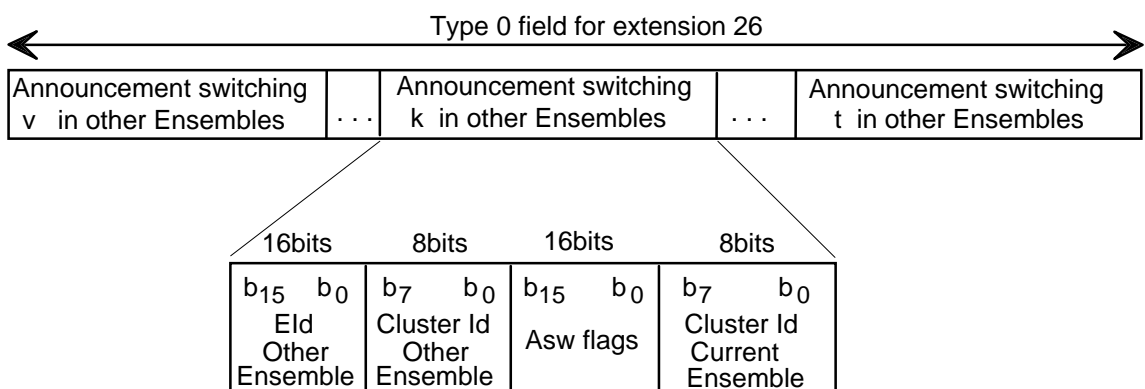 Type 0 field for extension 26
Announcement switching
v in other Ensembles
. . .
Announcement switching
k in other Ensembles
. . .
Announcement switching
t in other Ensembles
16bits 8bits 16bits 8bits
b15 b0
EId
Other
Ensemble
b7 b0
Cluster Id
Other
Ensemble
b15 b0
Asw flags
b7 b0
Cluster Id
Current
Ensemble